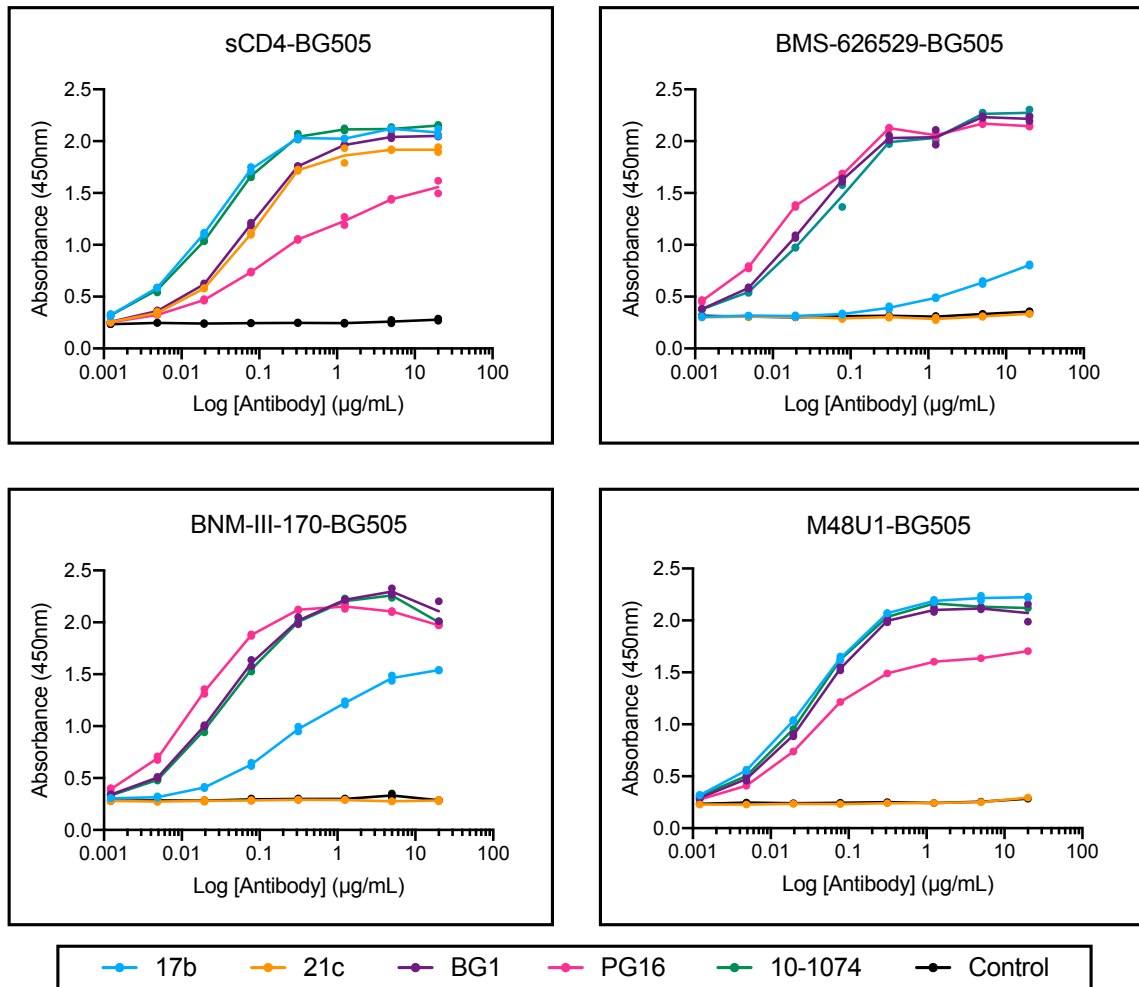 sCD4-BG505
Absorbance (450nm)
2.5
2.0
1.5
1.0
0.5
0.0
0.001 0.01 0.1 1 10 100
Log [Antibody] (µg/mL)
BMS-626529-BG505
Absorbance (450nm)
2.5
2.0
1.5
1.0
0.5
0.0
0.001 0.01 0.1 1 10 100
Log [Antibody] (µg/mL)
BNM-III-170-BG505
Absorbance (450nm)
2.5
2.0
1.5
1.0
0.5
0.0
0.001 0.01 0.1 1 10 100
Log [Antibody] (µg/mL)
M48U1-BG505
Absorbance (450nm)
2.5
2.0
1.5
1.0
0.5
0.0
0.001 0.01 0.1 1 10 100
Log [Antibody] (µg/mL)
17b 21c BG1 PG16 10-1074 Control